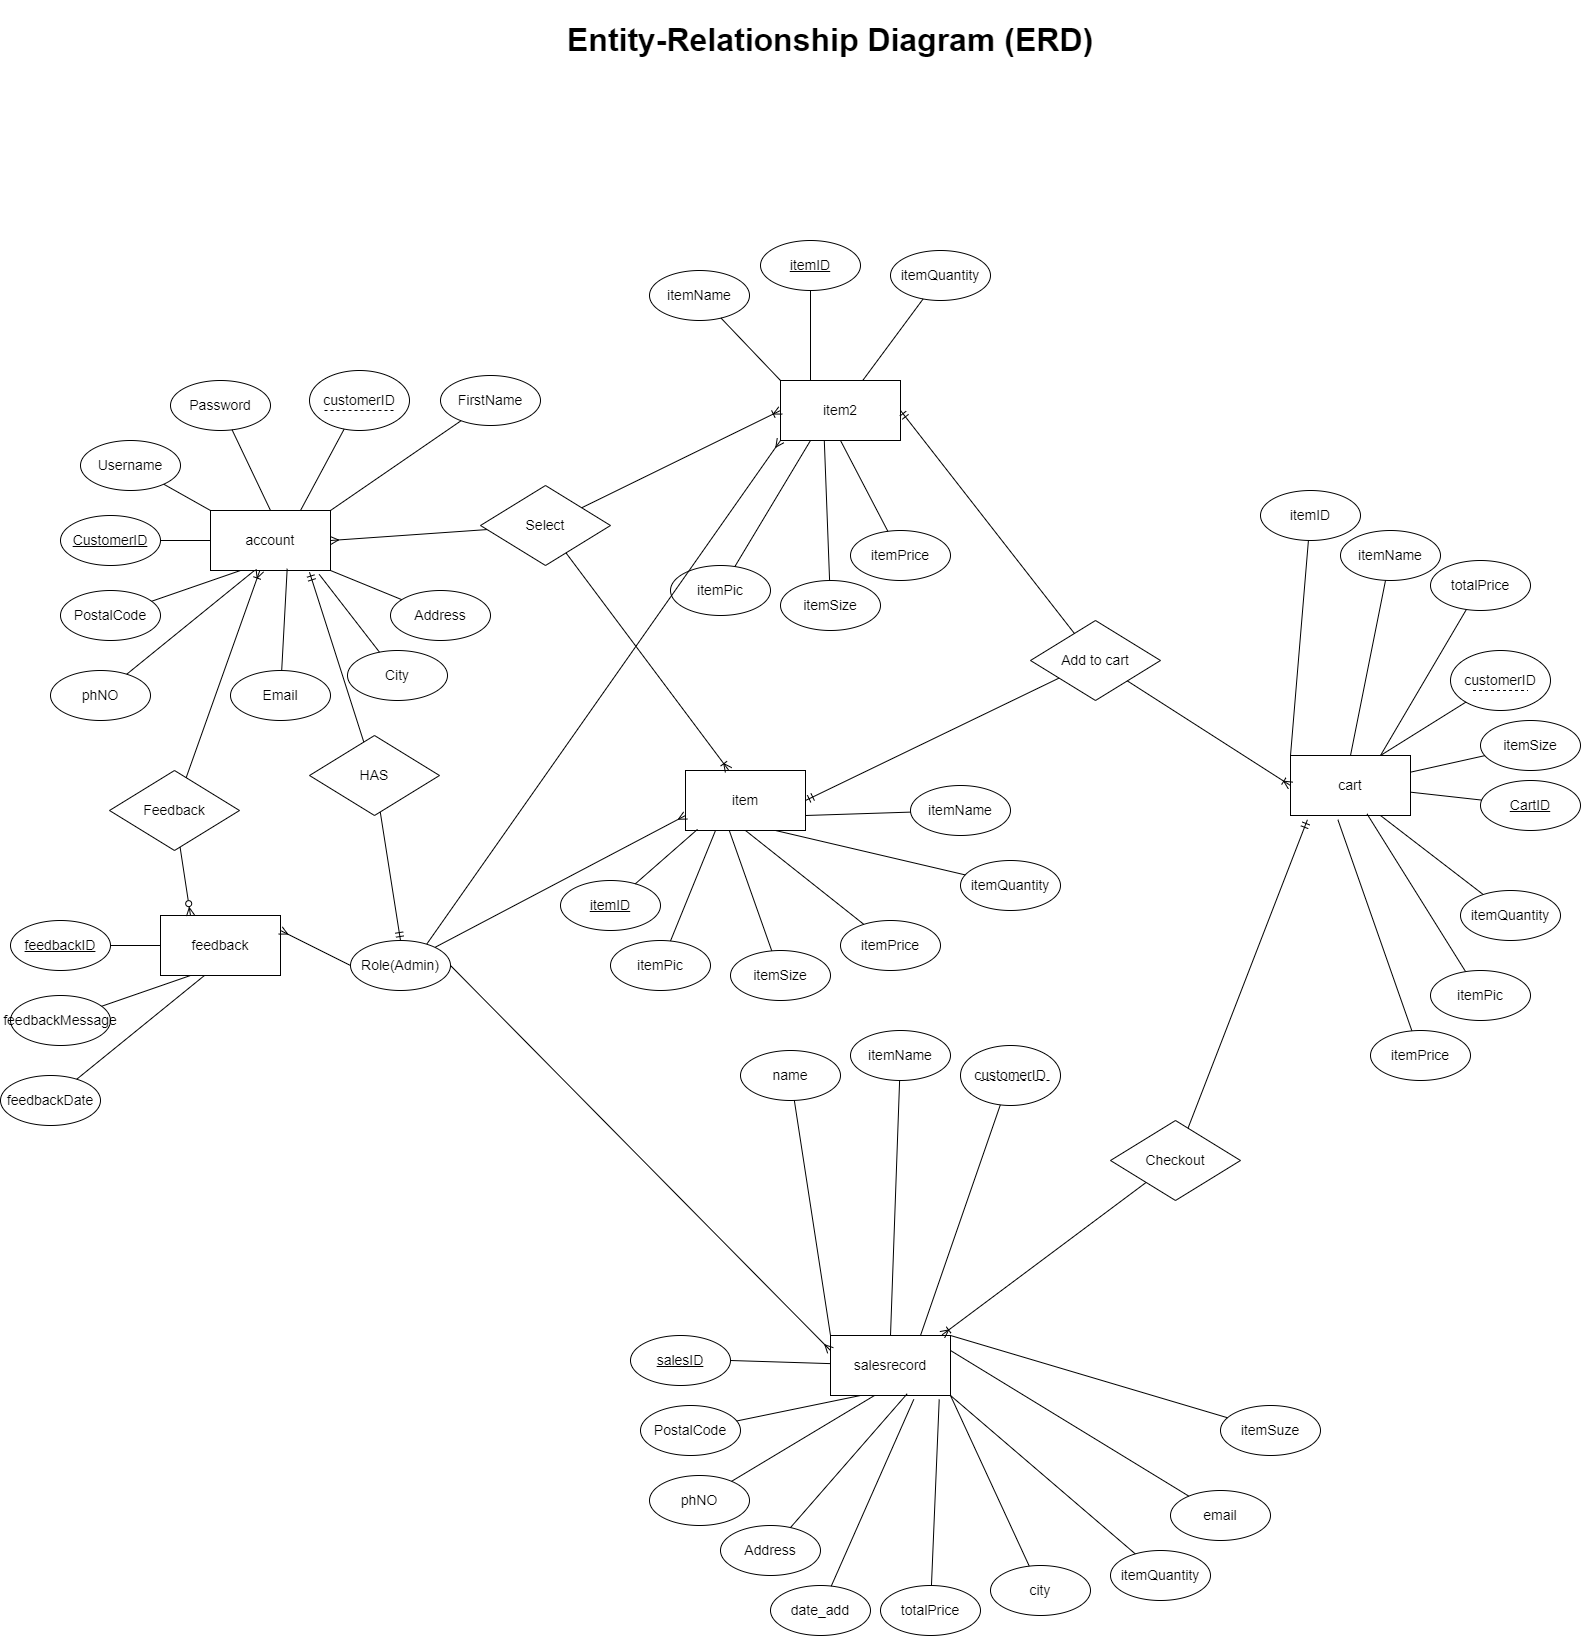 Entity-Relationship Diagram (ERD)
itemID
itemQuantity
itemName
item2
itemPic
itemSize
itemPrice
Password
customerID
FirstName
Username
CustomerID
account
PostalCode
Address
phNO
Email
City
Select
Add to cart
itemID
itemName
totalPrice
customerID
itemSize
CartID
cart
itemQuantity
itemPic
itemPrice
HAS
Feedback
item
itemName
itemQuantity
itemID
itemPic
itemSize
itemPrice
feedbackID
feedback
Role(Admin)
feedbackMessage
feedbackDate
name
itemName
customerID
Checkout
salesID
salesrecord
PostalCode
phNO
Address
date_add
totalPrice
city
itemQuantity
email
itemSuze